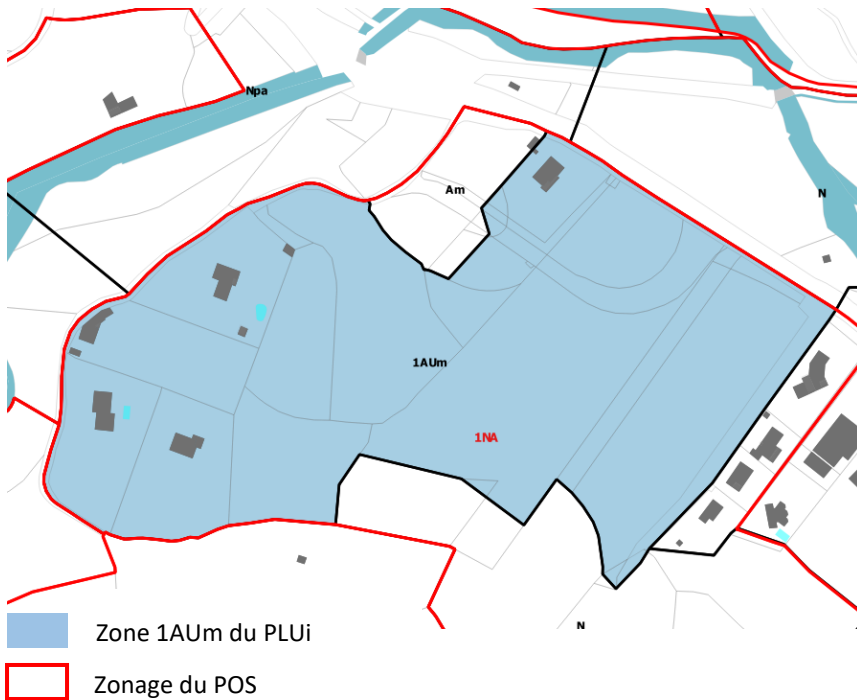 Npa
Am
N
1AUm
1NA
N
Zone 1AUm du PLUi
Zonage du POS